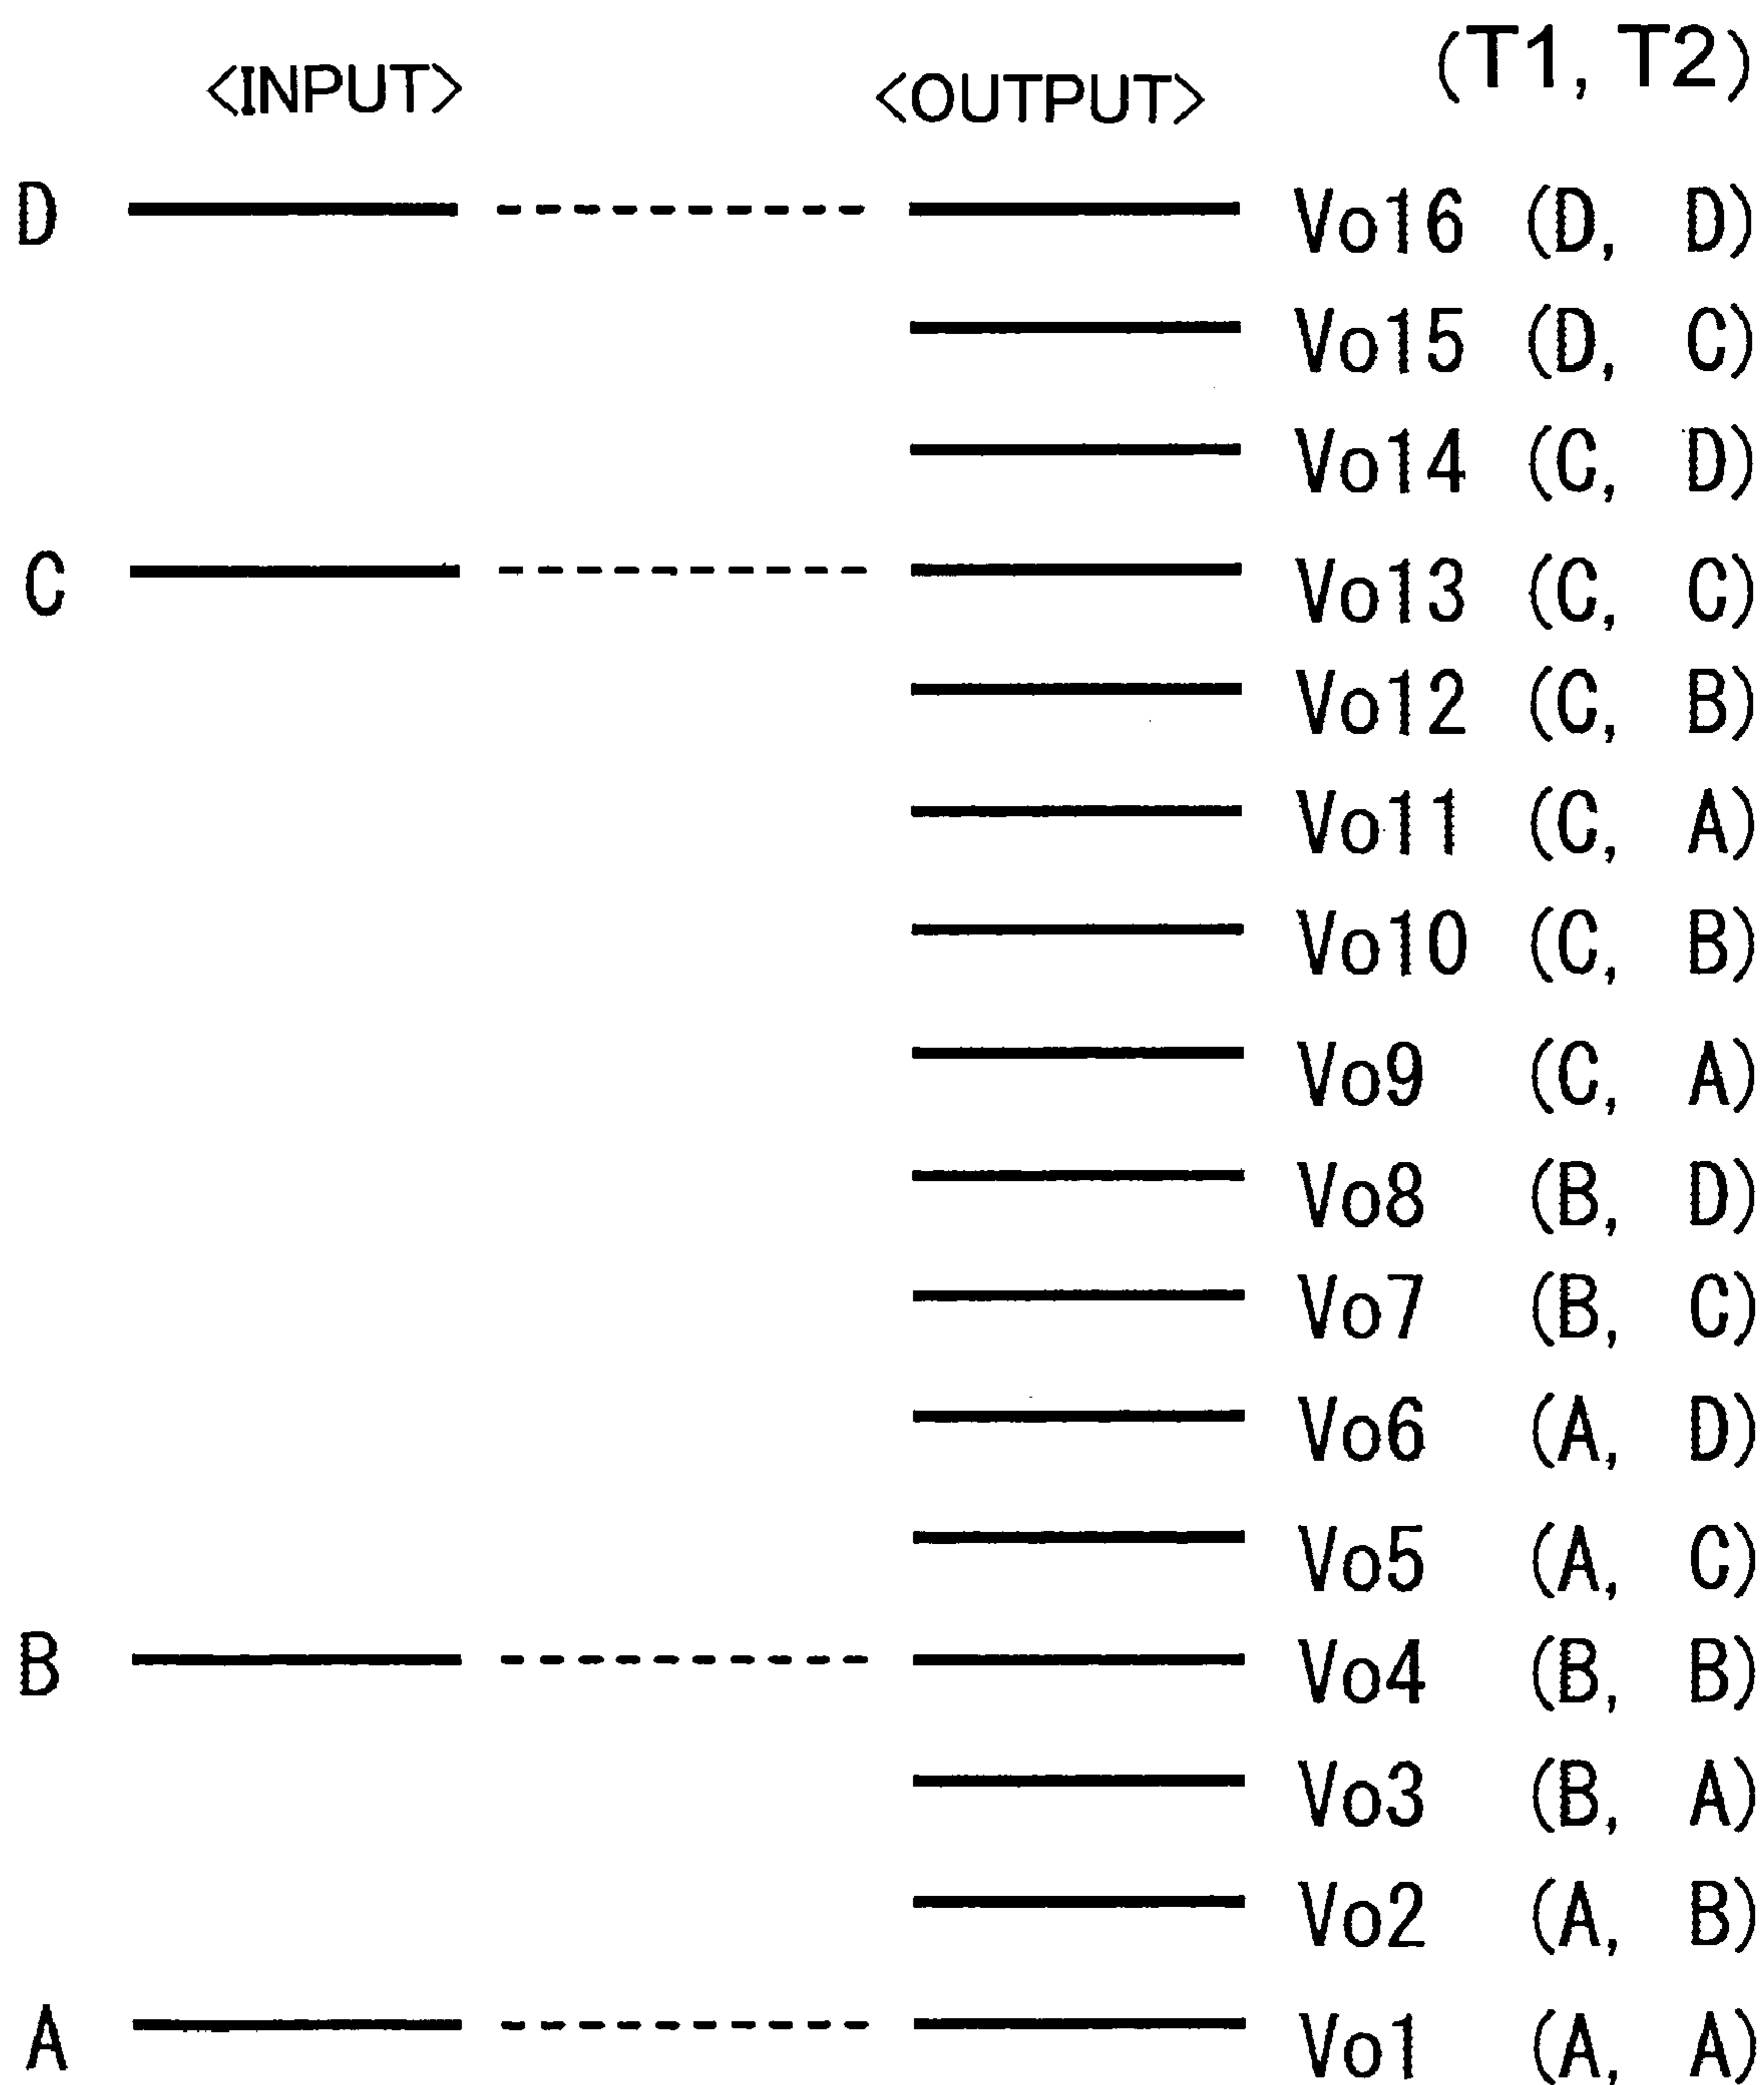 (T1, T2)
<INPUT> <OUTPUT>
D Vo16 (D, D)
Vo15 (D, C)
Vo14 (C, D)
C Vo13 (C, C)
Vo12 (C, B)
Vo11 (C, A)
Vo10 (C, B)
Vo9 (C, A)
Vo8 (B, D)
Vo7 (B, C)
Vo6 (A, D)
Vo5 (A, C)
B Vo4 (B, B)
Vo3 (B, A)
Vo2 (A, B)
A Vo1 (A, A)